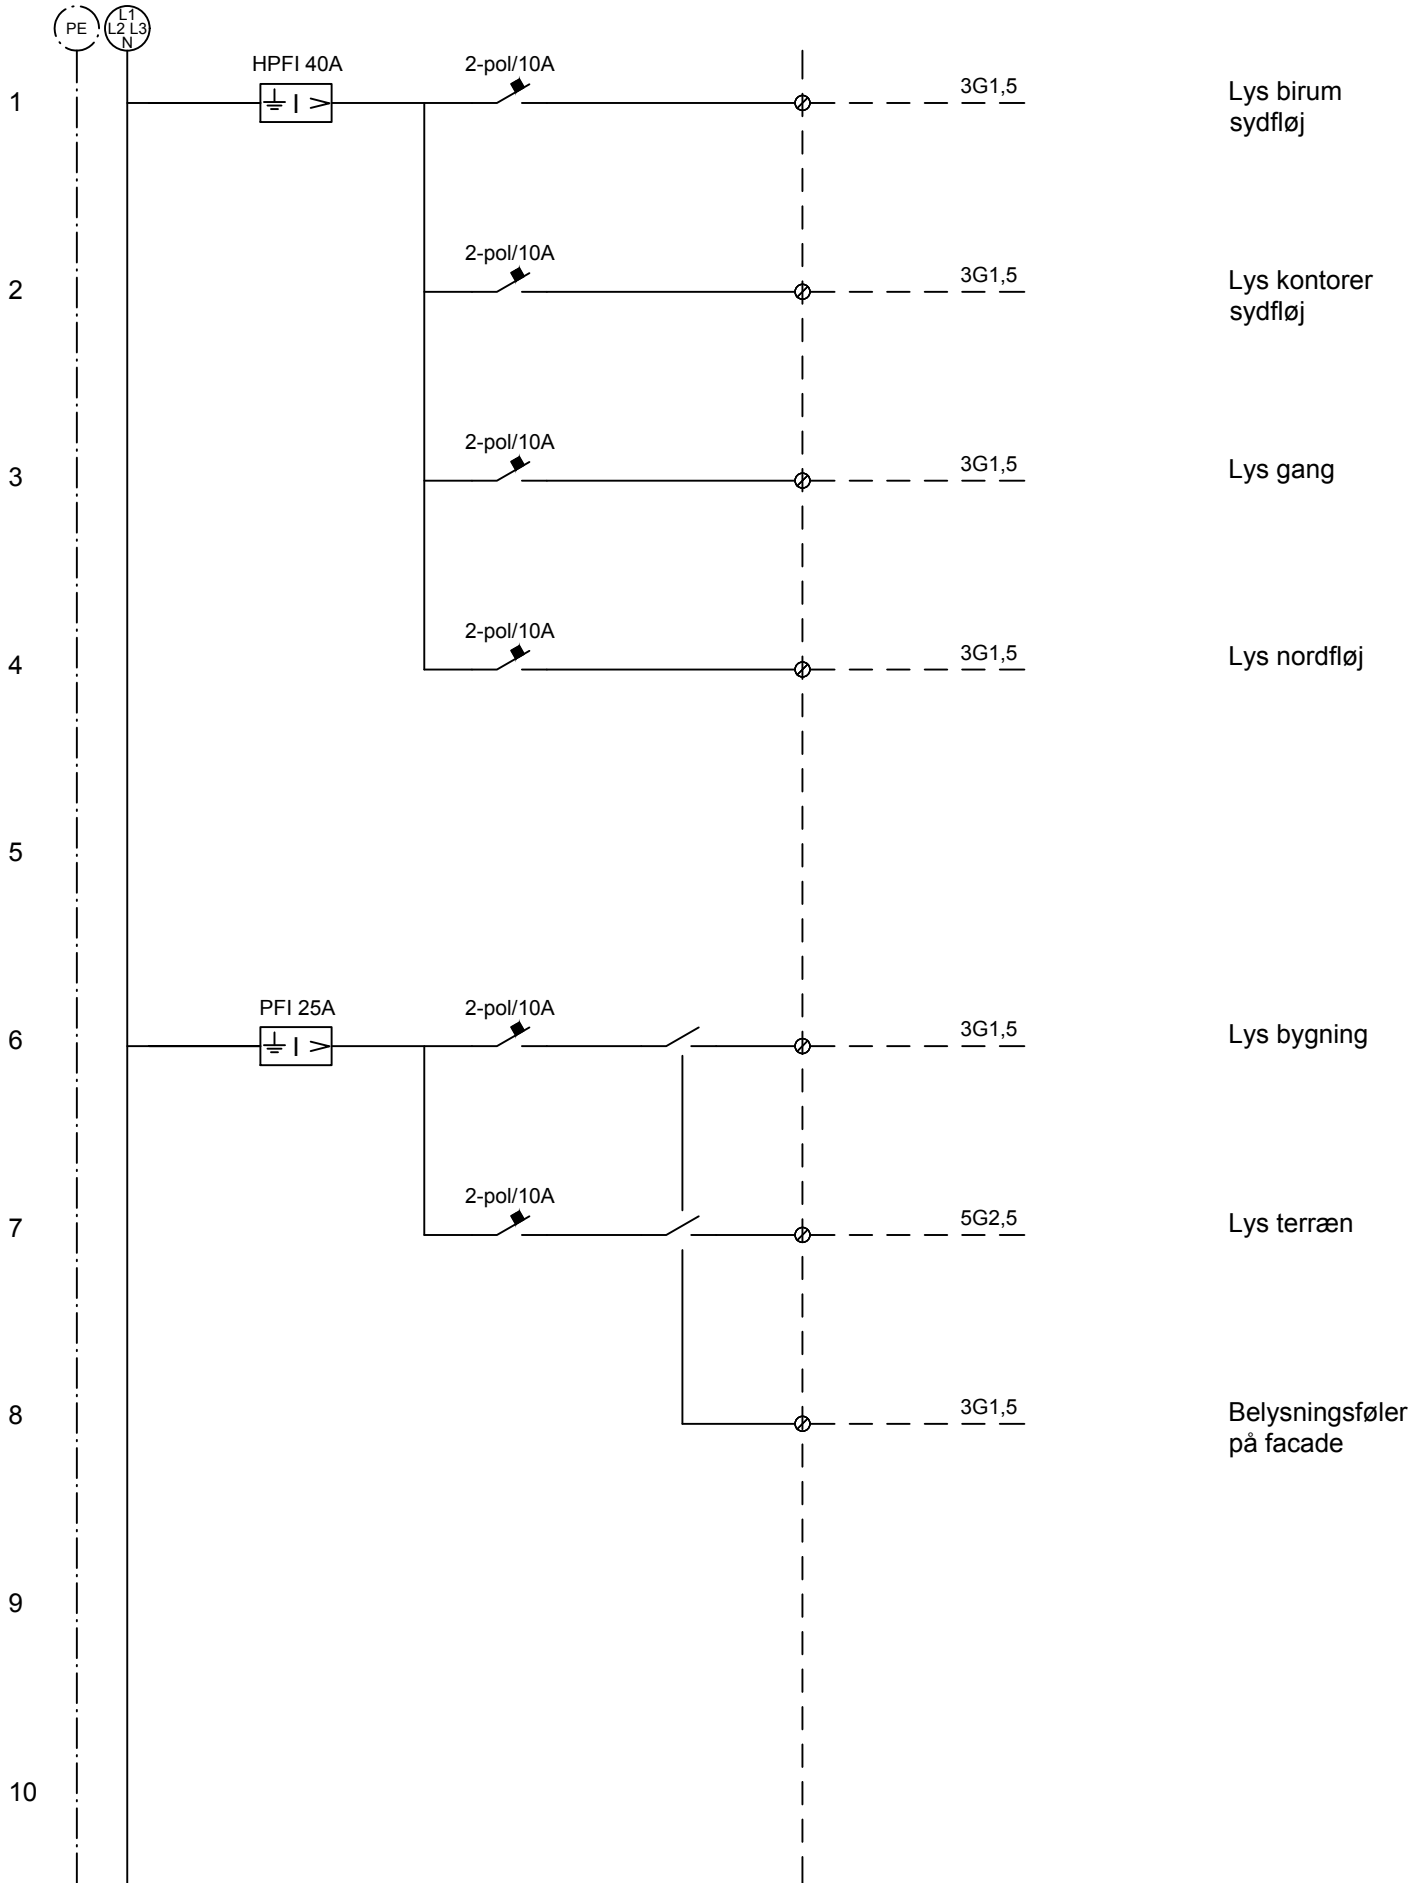 PE
L1
L2 L3
N
HPFI 40A
2-pol/10A
1
3G1,5
Lys birum
sydfløj
I >
2-pol/10A
2
3G1,5
Lys kontorer
sydfløj
2-pol/10A
3
3G1,5
Lys gang
2-pol/10A
4
3G1,5
Lys nordfløj
5
PFI 25A
2-pol/10A
6
3G1,5
Lys bygning
I >
2-pol/10A
7
5G2,5
Lys terræn
8
3G1,5
Belysningsføler
på facade
9
10